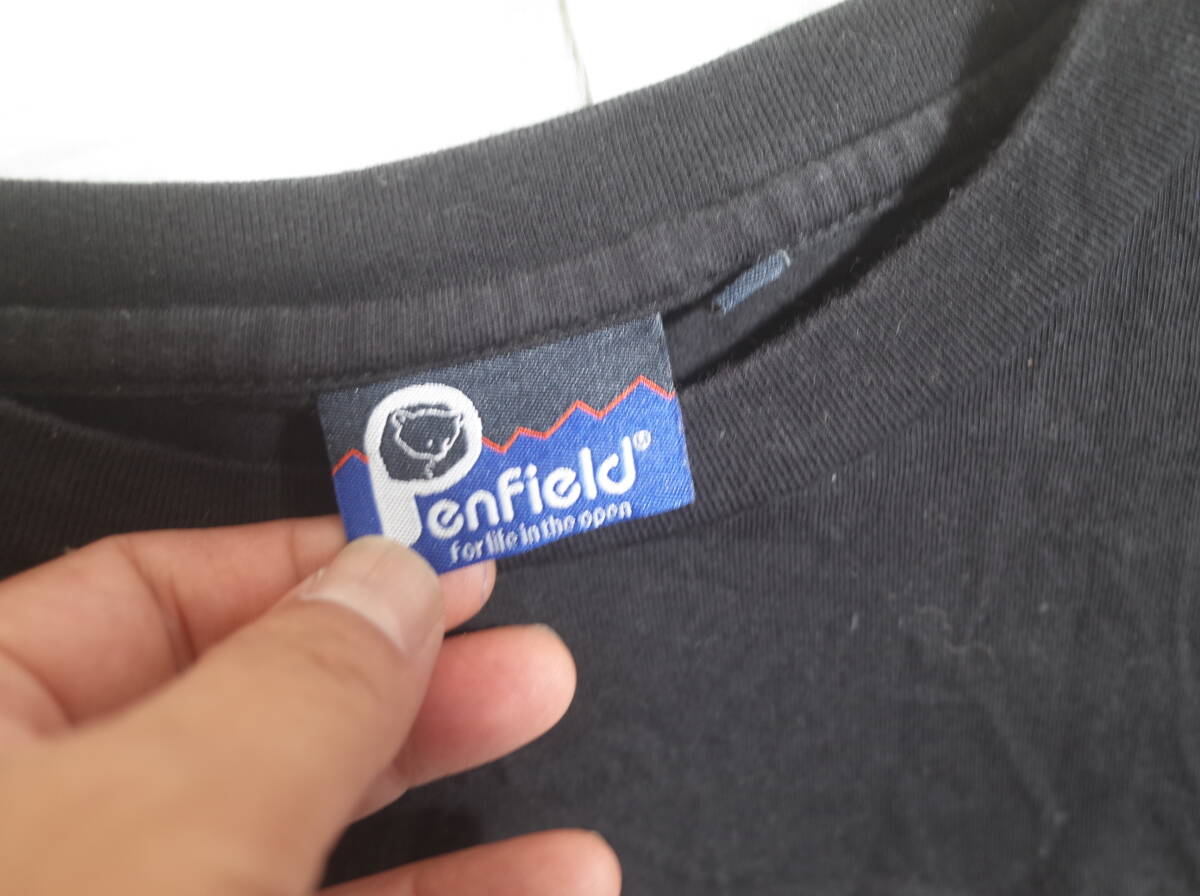 Penfield®
for life in the open